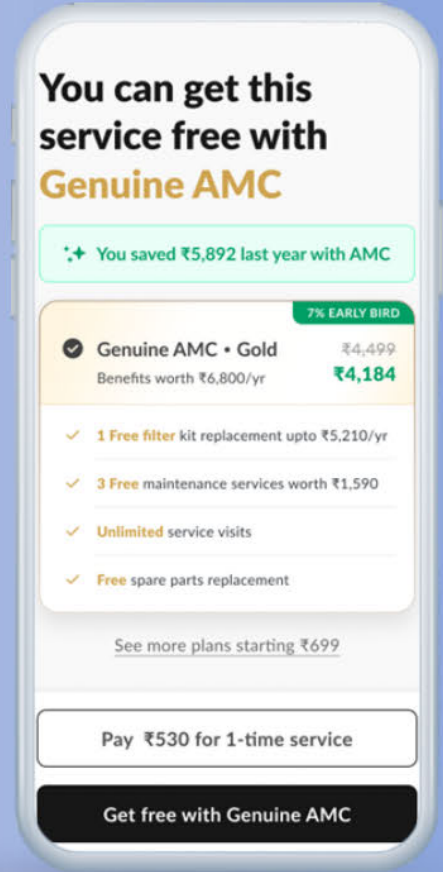 You can get this
service free with
Genuine AMC
You saved ₹5,892 last year with AMC
7% EARLY BIRD
Genuine AMC • Gold ₹4,499
Benefits worth ₹6,800/yr ₹4,184
1 Free filter kit replacement upto ₹5,210/yr
3 Free maintenance services worth ₹1,590
Unlimited service visits
Free spare parts replacement
See more plans starting ₹699
Pay ₹530 for 1-time service
Get free with Genuine AMC